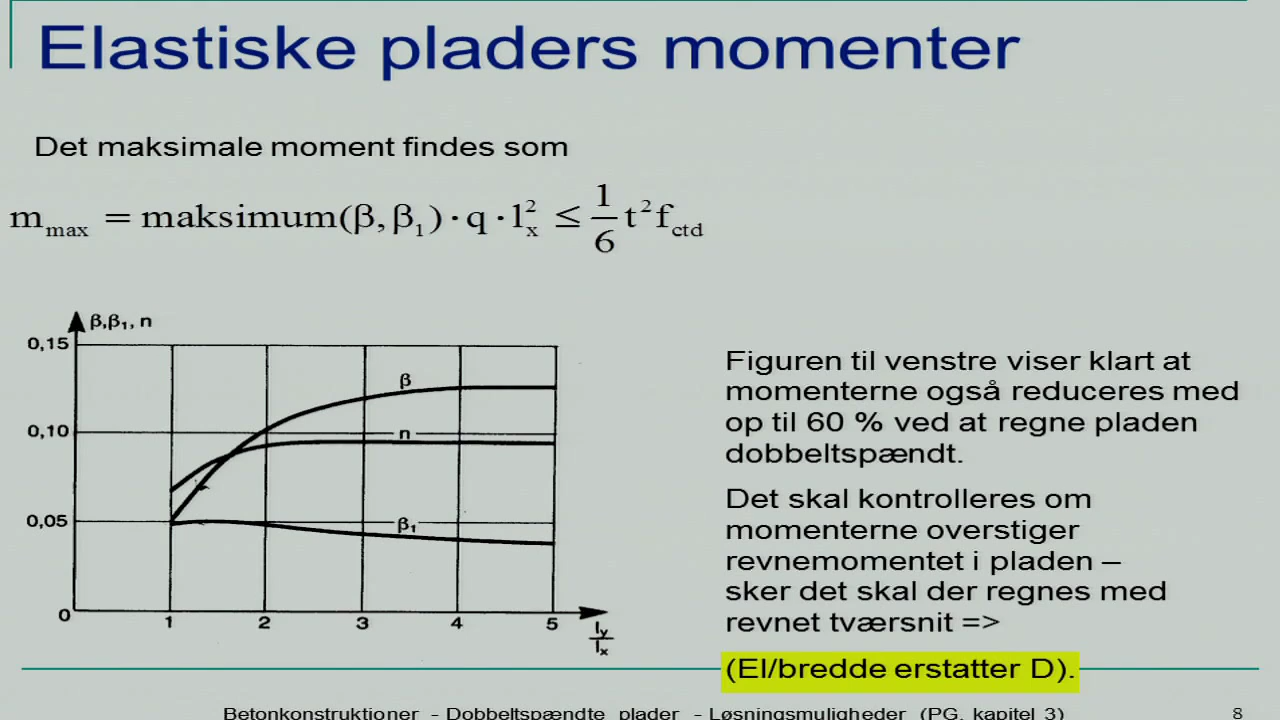 Elastiske pladers momenter
Det maksimale moment findes som
m_max = maksimum(β, β₁) · q · l_x² ≤ 1/6 t² f_ctd
β,β₁, n
0,15
β
0,10
n
0,05
β₁
0
1 2 3 4 5
l_y/l_x
Figuren til venstre viser klart at
momenterne også reduceres med
op til 60 % ved at regne pladen
dobbeltspændt.
Det skal kontrolleres om
momenterne overstiger
revnemomentet i pladen –
sker det skal der regnes med
revnet tværsnit =>
(EI/bredde erstatter D).
Betonkonstruktioner - Dobbeltspændte plader - Løsningsmuligheder (PG, kapitel 3) 8